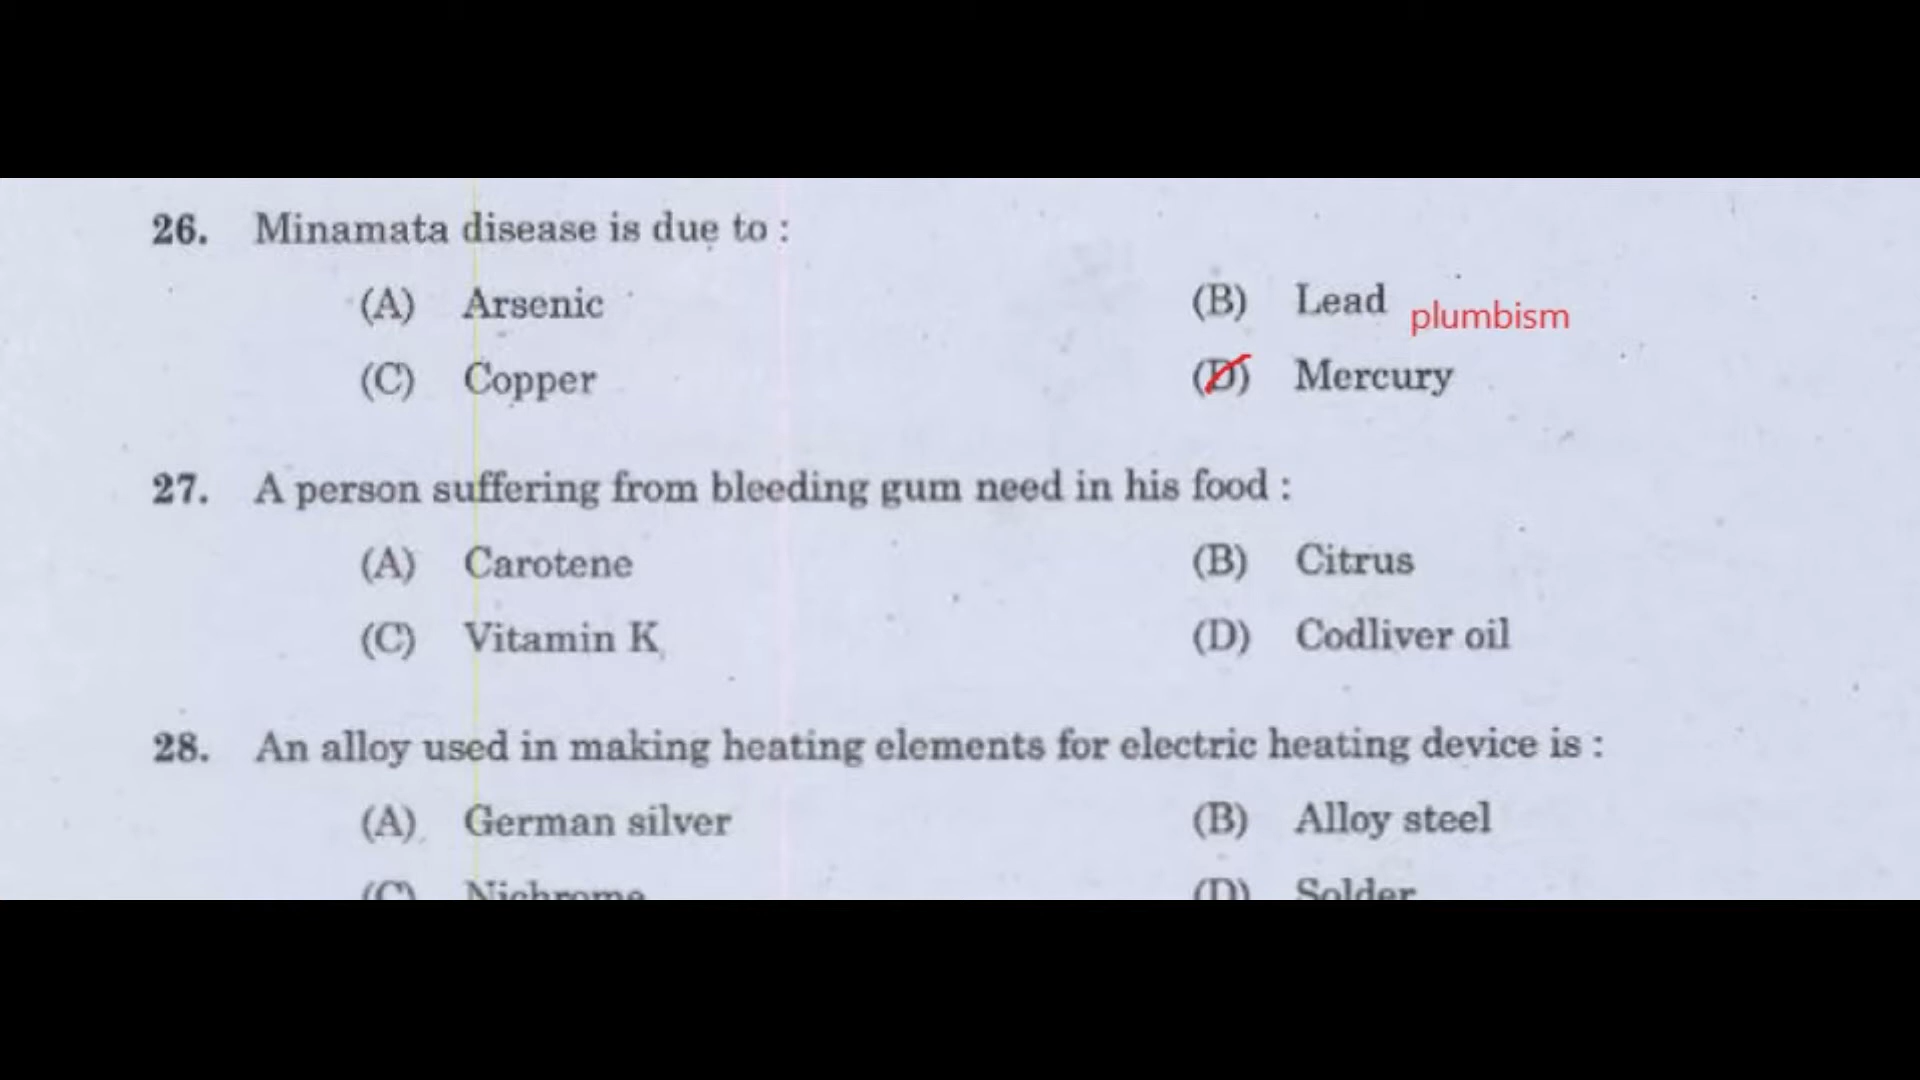 26. Minamata disease is due to :
(A) Arsenic (B) Lead plumbism
(C) Copper (D) Mercury
27. A person suffering from bleeding gum need in his food :
(A) Carotene (B) Citrus
(C) Vitamin K (D) Codliver oil
28. An alloy used in making heating elements for electric heating device is :
(A) German silver (B) Alloy steel
(C) Nichrome (D) Solder